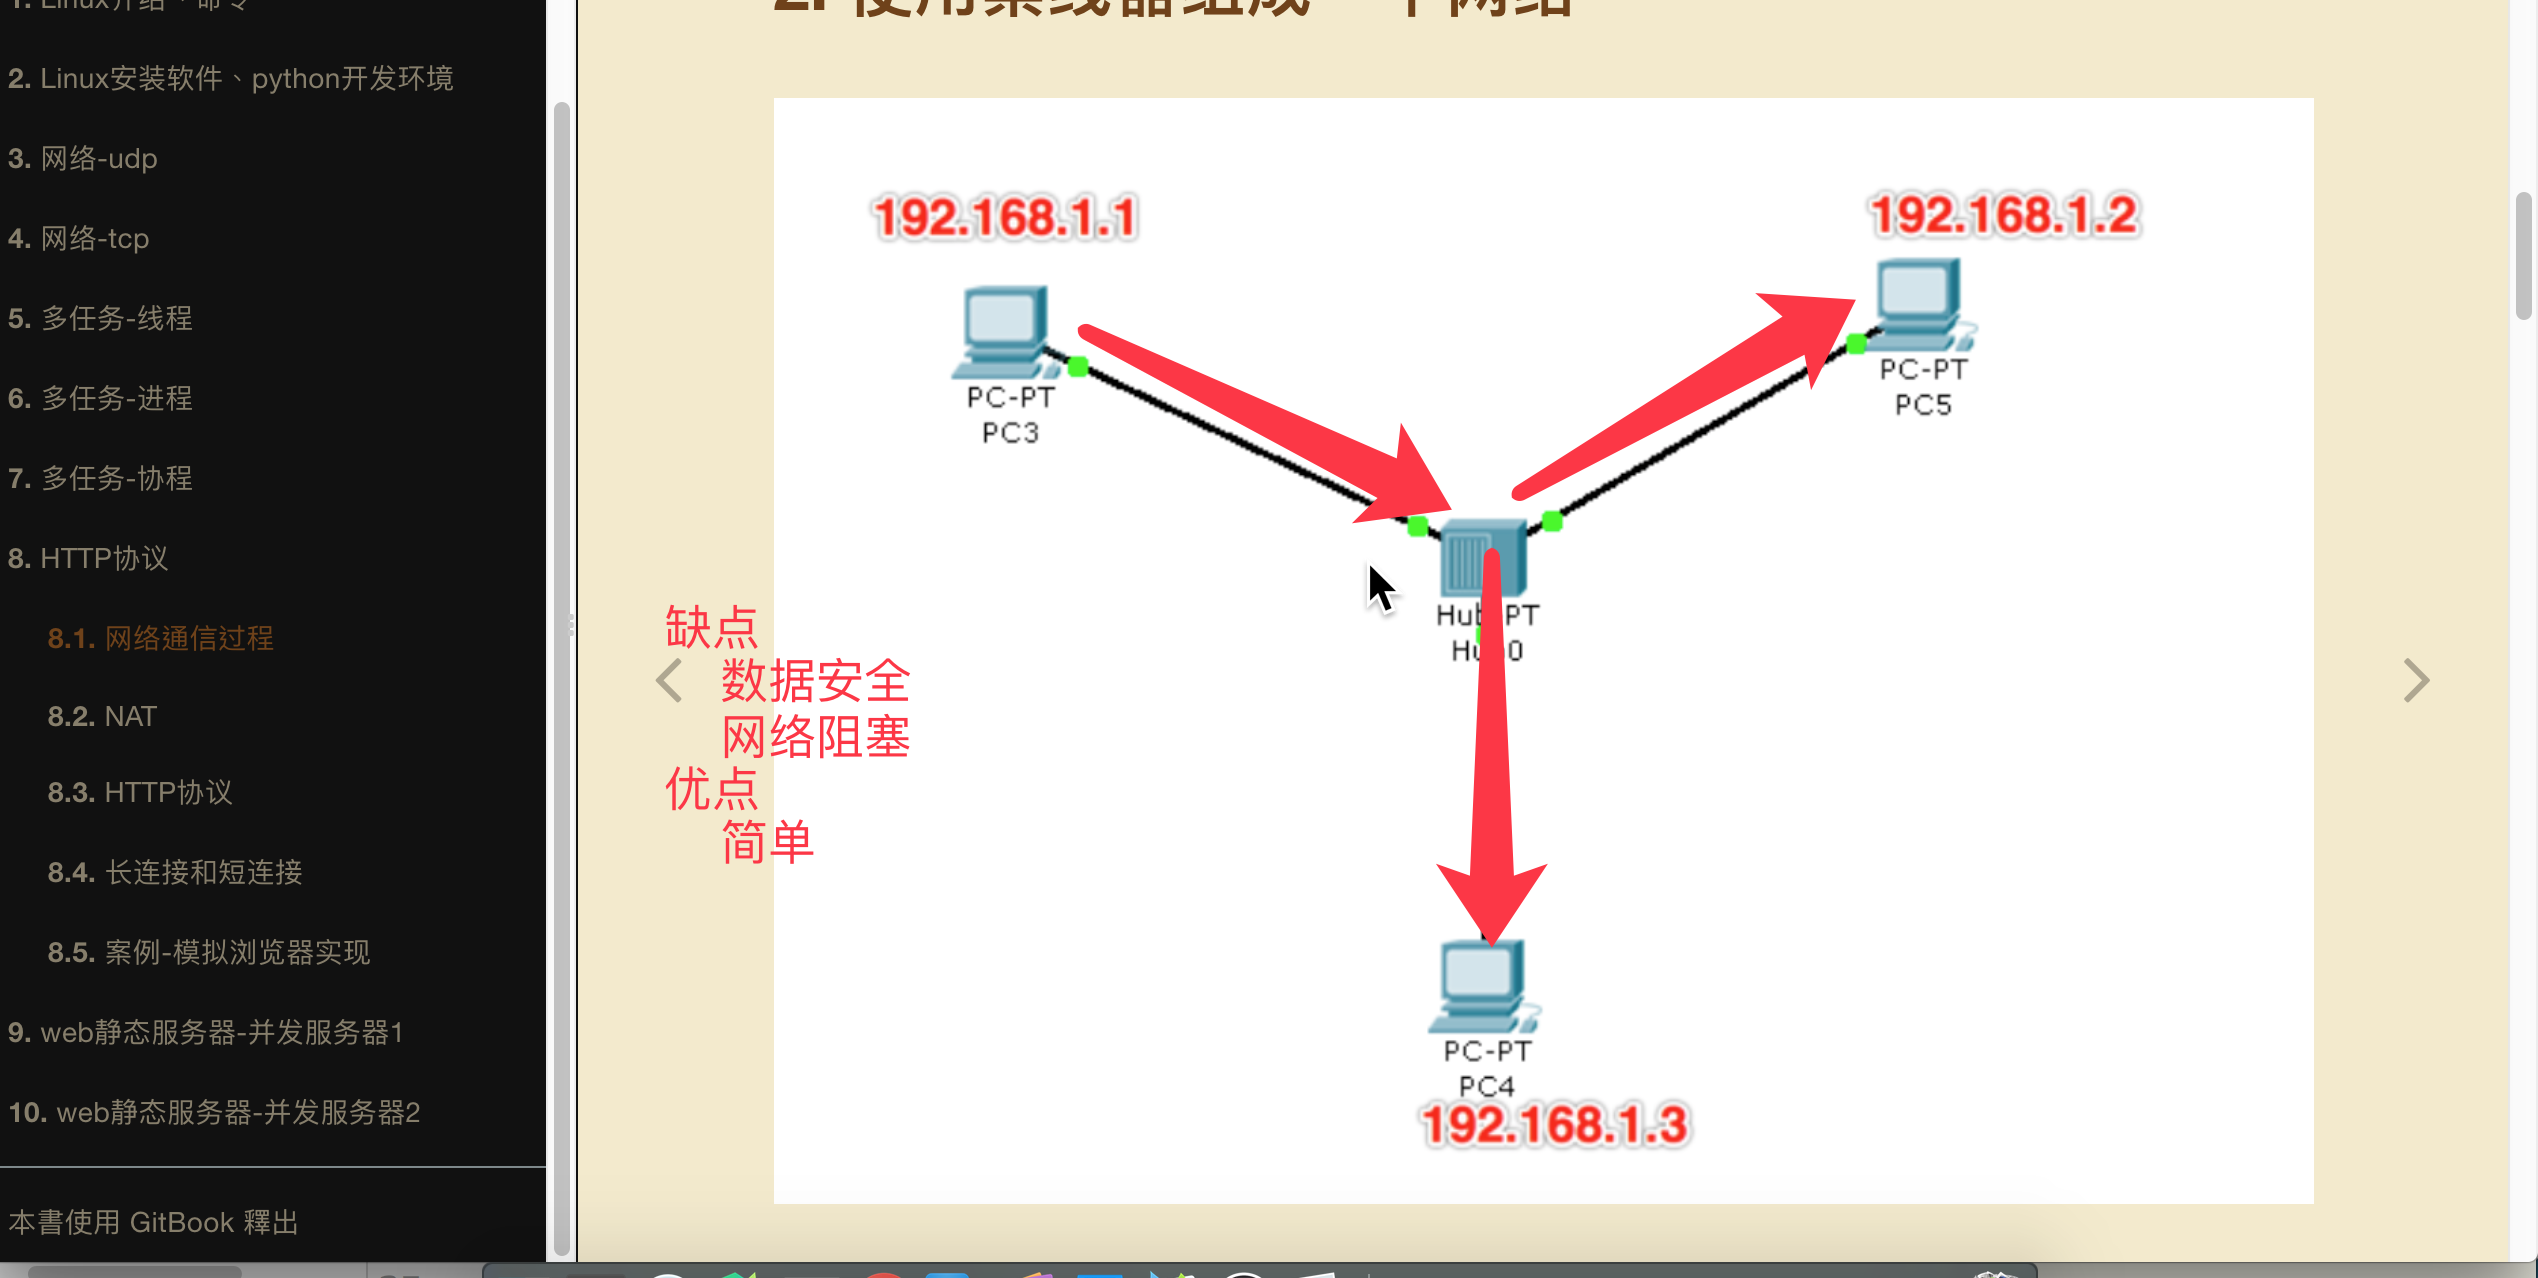 1. Linux介绍、命令
2. Linux安装软件、python开发环境
3. 网络-udp
4. 网络-tcp
5. 多任务-线程
6. 多任务-进程
7. 多任务-协程
8. HTTP协议
8.1. 网络通信过程
8.2. NAT
8.3. HTTP协议
8.4. 长连接和短连接
8.5. 案例-模拟浏览器实现
9. web静态服务器-并发服务器1
10. web静态服务器-并发服务器2
本書使用 GitBook 釋出
2. 使用集线器组成一个网络
192.168.1.1
PC-PT
PC3
192.168.1.2
PC-PT
PC5
Hub-PT
Hub0
缺点
数据安全
网络阻塞
优点
简单
PC-PT
PC4
192.168.1.3